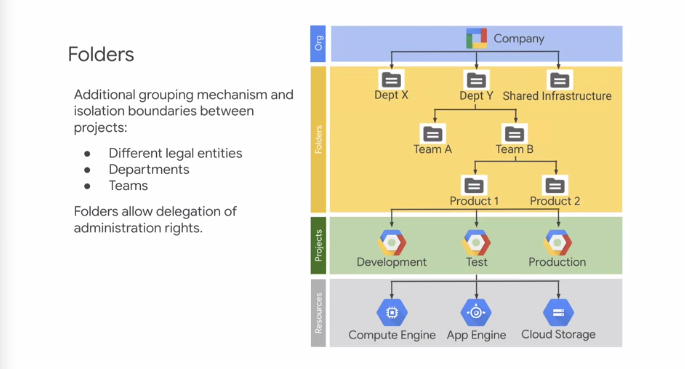 Folders
Additional grouping mechanism and
isolation boundaries between
projects:
● Different legal entities
● Departments
● Teams
Folders allow delegation of
administration rights.
Org
Company
Folders
Dept X Dept Y Shared Infrastructure
Team A Team B
Product 1 Product 2
Projects
Development Test Production
Resources
Compute Engine App Engine Cloud Storage